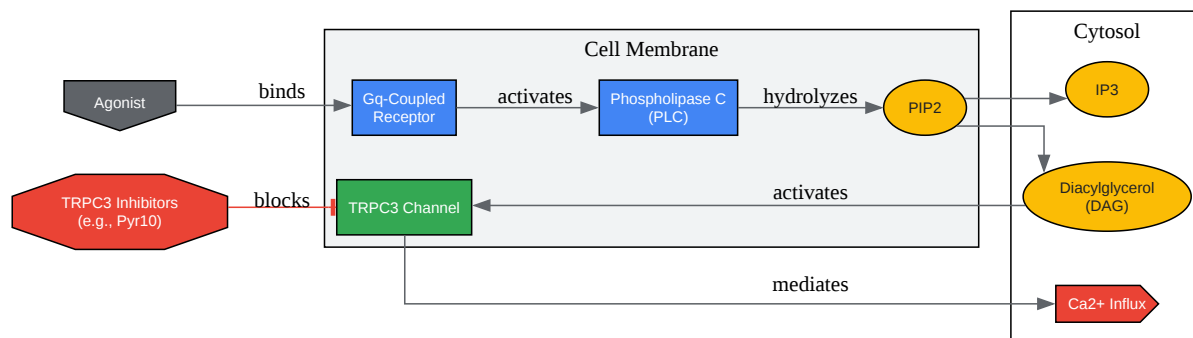 Cell Membrane
Cytosol
Agonist
binds
Gq-Coupled
Receptor
activates
Phospholipase C
(PLC)
hydrolyzes
PIP2
IP3
TRPC3 Inhibitors
(e.g., Pyr10)
blocks
TRPC3 Channel
activates
Diacylglycerol
(DAG)
mediates
Ca2+ Influx